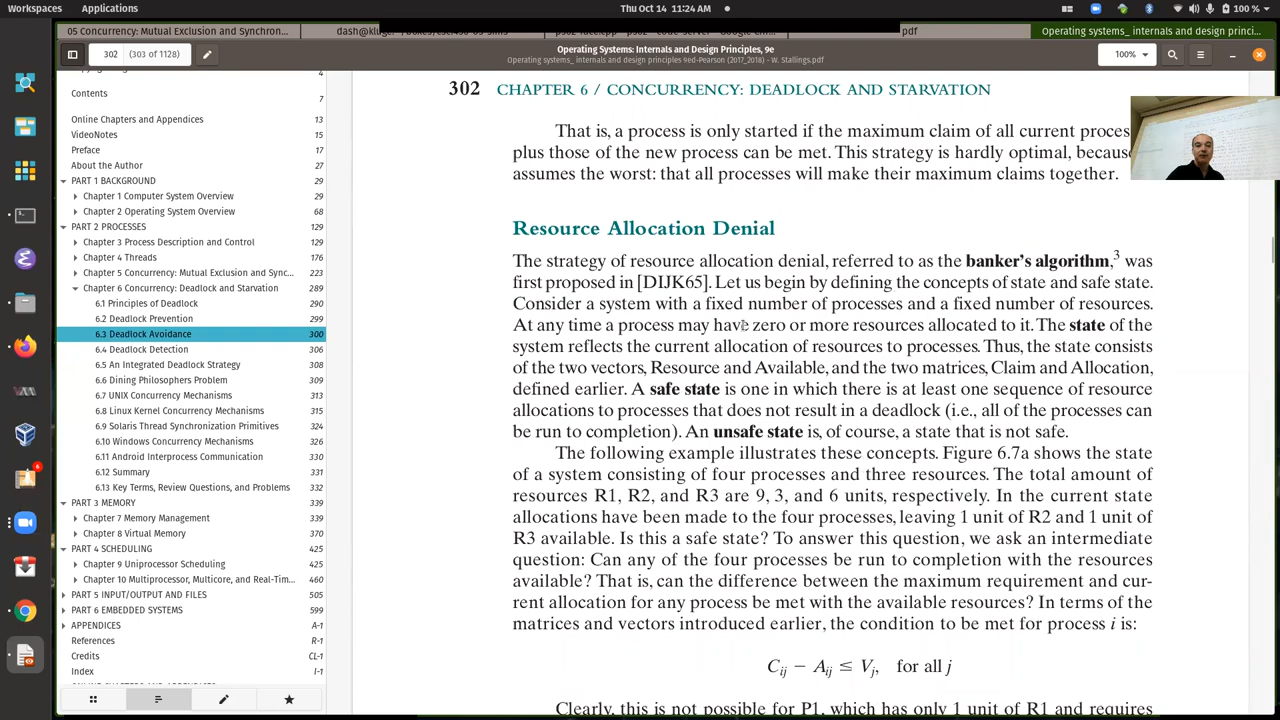 Workspaces Applications Thu Oct 14 11:24 AM 100 %
05 Concurrency: Mutual Exclusion and Synchron...
pdf
Operating systems_ internals and design princi...
302 (303 of 1128)
Operating Systems: Internals and Design Principles, 9e
Operating systems_ internals and design principles 9ed-Pearson (2017_2018) - W. Stallings.pdf
100%
4
Contents 7
Online Chapters and Appendices 13
VideoNotes 15
Preface 17
About the Author 27
PART 1 BACKGROUND 29
Chapter 1 Computer System Overview 29
Chapter 2 Operating System Overview 68
PART 2 PROCESSES 129
Chapter 3 Process Description and Control 129
Chapter 4 Threads 176
Chapter 5 Concurrency: Mutual Exclusion and Sync... 223
Chapter 6 Concurrency: Deadlock and Starvation 289
6.1 Principles of Deadlock 290
6.2 Deadlock Prevention 299
6.3 Deadlock Avoidance 300
6.4 Deadlock Detection 306
6.5 An Integrated Deadlock Strategy 308
6.6 Dining Philosophers Problem 309
6.7 UNIX Concurrency Mechanisms 313
6.8 Linux Kernel Concurrency Mechanisms 315
6.9 Solaris Thread Synchronization Primitives 324
6.10 Windows Concurrency Mechanisms 326
6.11 Android Interprocess Communication 330
6.12 Summary 331
6.13 Key Terms, Review Questions, and Problems 332
PART 3 MEMORY 339
Chapter 7 Memory Management 339
Chapter 8 Virtual Memory 370
PART 4 SCHEDULING 425
Chapter 9 Uniprocessor Scheduling 425
Chapter 10 Multiprocessor, Multicore, and Real-Tim... 460
PART 5 INPUT/OUTPUT AND FILES 505
PART 6 EMBEDDED SYSTEMS 599
APPENDICES A-1
References R-1
Credits CL-1
Index I-1
302 CHAPTER 6 / CONCURRENCY: DEADLOCK AND STARVATION
That is, a process is only started if the maximum claim of all current proces
plus those of the new process can be met. This strategy is hardly optimal, becaus
assumes the worst: that all processes will make their maximum claims together.
Resource Allocation Denial
The strategy of resource allocation denial, referred to as the banker's algorithm,3 was
first proposed in [DIJK65]. Let us begin by defining the concepts of state and safe state.
Consider a system with a fixed number of processes and a fixed number of resources.
At any time a process may have zero or more resources allocated to it. The state of the
system reflects the current allocation of resources to processes. Thus, the state consists
of the two vectors, Resource and Available, and the two matrices, Claim and Allocation,
defined earlier. A safe state is one in which there is at least one sequence of resource
allocations to processes that does not result in a deadlock (i.e., all of the processes can
be run to completion). An unsafe state is, of course, a state that is not safe.
The following example illustrates these concepts. Figure 6.7a shows the state
of a system consisting of four processes and three resources. The total amount of
resources R1, R2, and R3 are 9, 3, and 6 units, respectively. In the current state
allocations have been made to the four processes, leaving 1 unit of R2 and 1 unit of
R3 available. Is this a safe state? To answer this question, we ask an intermediate
question: Can any of the four processes be run to completion with the resources
available? That is, can the difference between the maximum requirement and cur-
rent allocation for any process be met with the available resources? In terms of the
matrices and vectors introduced earlier, the condition to be met for process i is:
Cij − Aij ≤ Vj, for all j
Clearly, this is not possible for P1, which has only 1 unit of R1 and requires